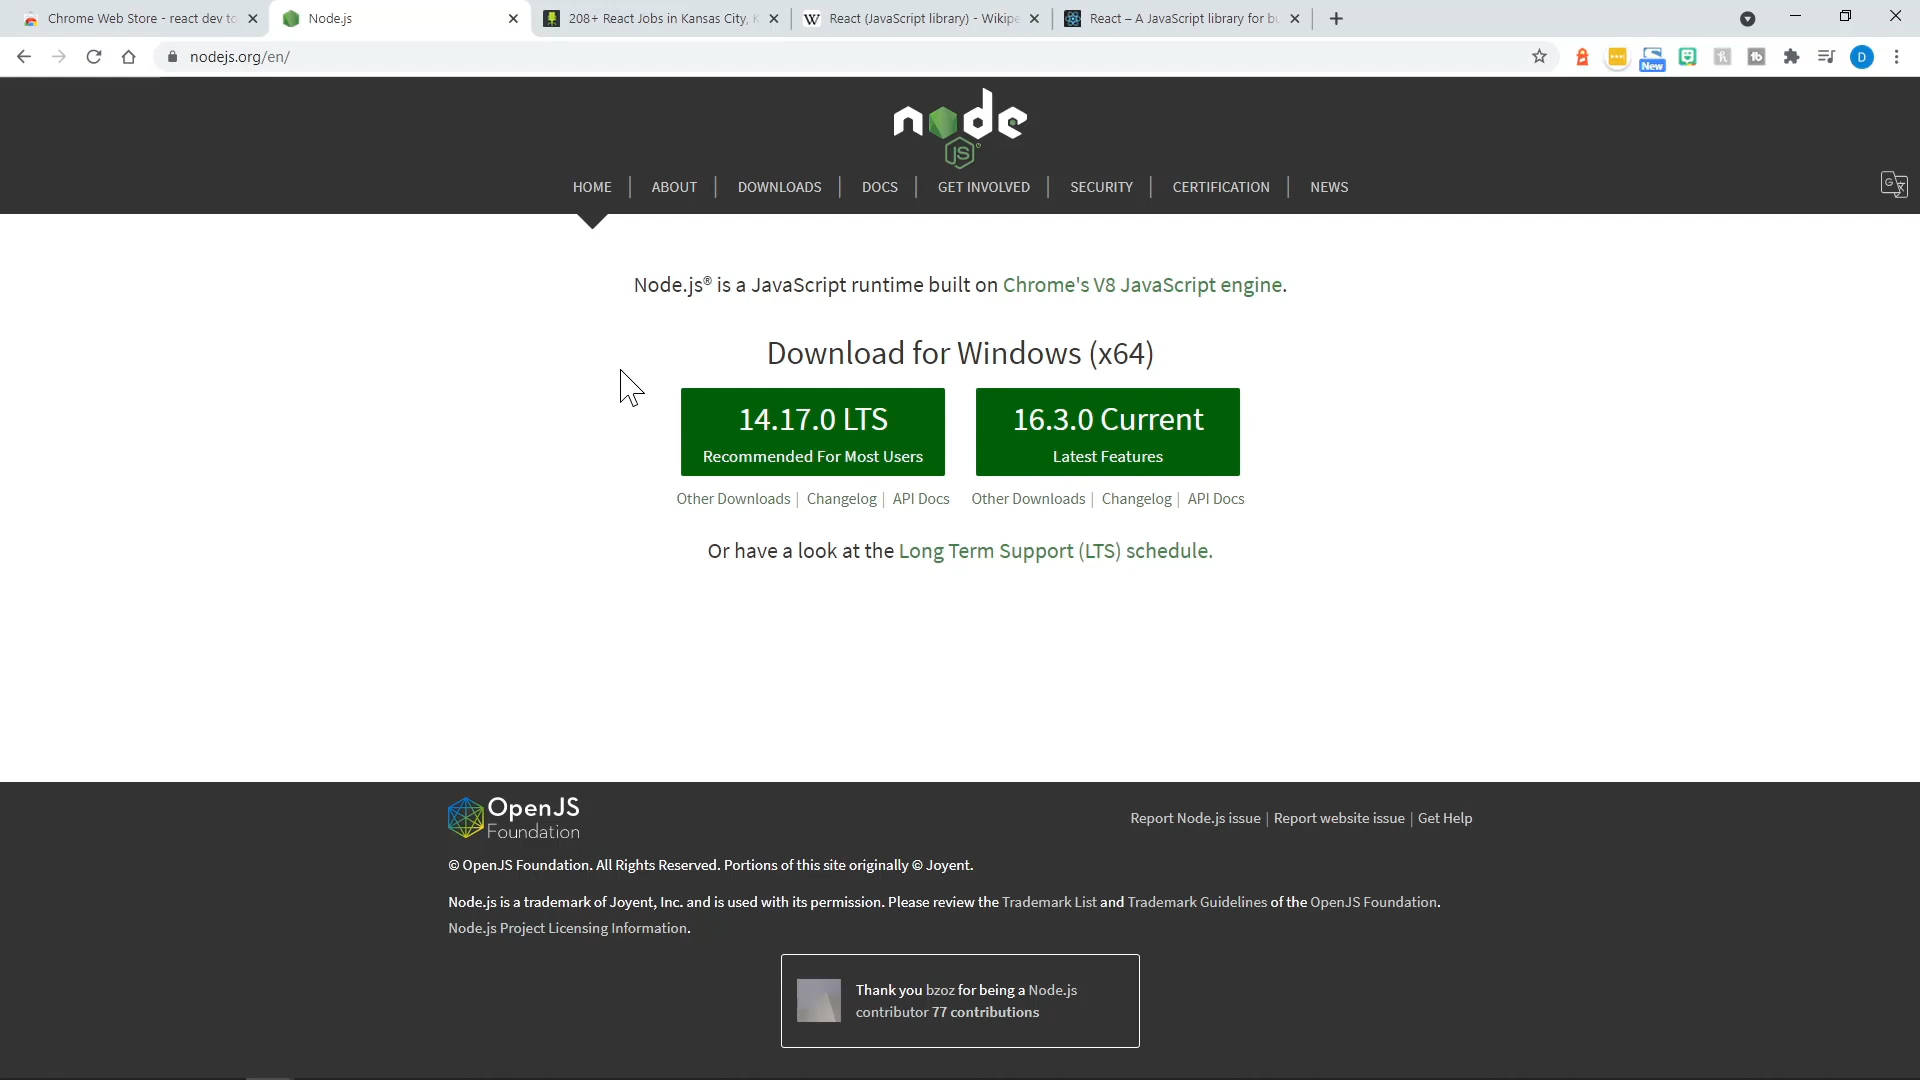 Chrome Web Store - react dev to
Node.js
208+ React Jobs in Kansas City, K
React (JavaScript library) - Wikipe
React – A JavaScript library for bu
nodejs.org/en/
New
D
node
JS
HOME | ABOUT | DOWNLOADS | DOCS | GET INVOLVED | SECURITY | CERTIFICATION | NEWS
Node.js® is a JavaScript runtime built on Chrome's V8 JavaScript engine.
Download for Windows (x64)
14.17.0 LTS
Recommended For Most Users
16.3.0 Current
Latest Features
Other Downloads | Changelog | API Docs
Other Downloads | Changelog | API Docs
Or have a look at the Long Term Support (LTS) schedule.
OpenJS
Foundation
Report Node.js issue | Report website issue | Get Help
© OpenJS Foundation. All Rights Reserved. Portions of this site originally © Joyent.
Node.js is a trademark of Joyent, Inc. and is used with its permission. Please review the Trademark List and Trademark Guidelines of the OpenJS Foundation.
Node.js Project Licensing Information.
Thank you bzoz for being a Node.js
contributor 77 contributions